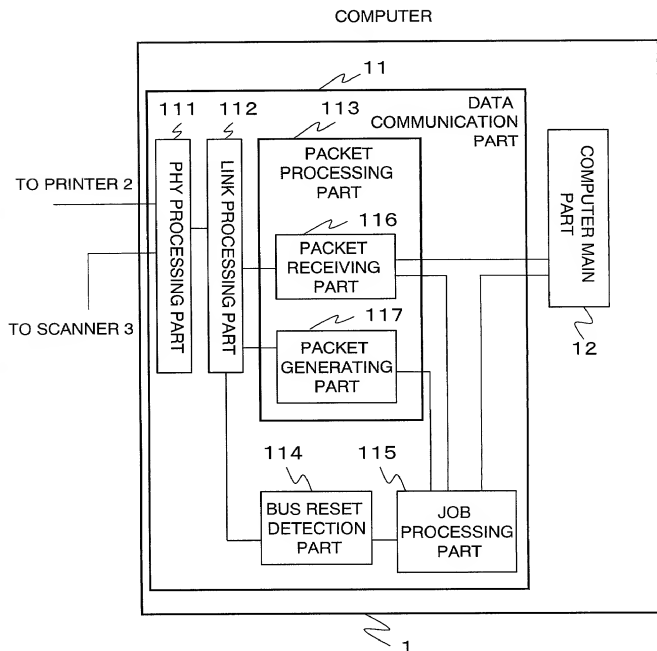 COMPUTER
11
DATA
COMMUNICATION
PART
111
112
113
PHY PROCESSING PART
LINK PROCESSING PART
PACKET
PROCESSING
PART
COMPUTER MAIN
PART
12
TO PRINTER 2
TO SCANNER 3
116
PACKET
RECEIVING
PART
117
PACKET
GENERATING
PART
114
BUS RESET
DETECTION
PART
115
JOB
PROCESSING
PART
1